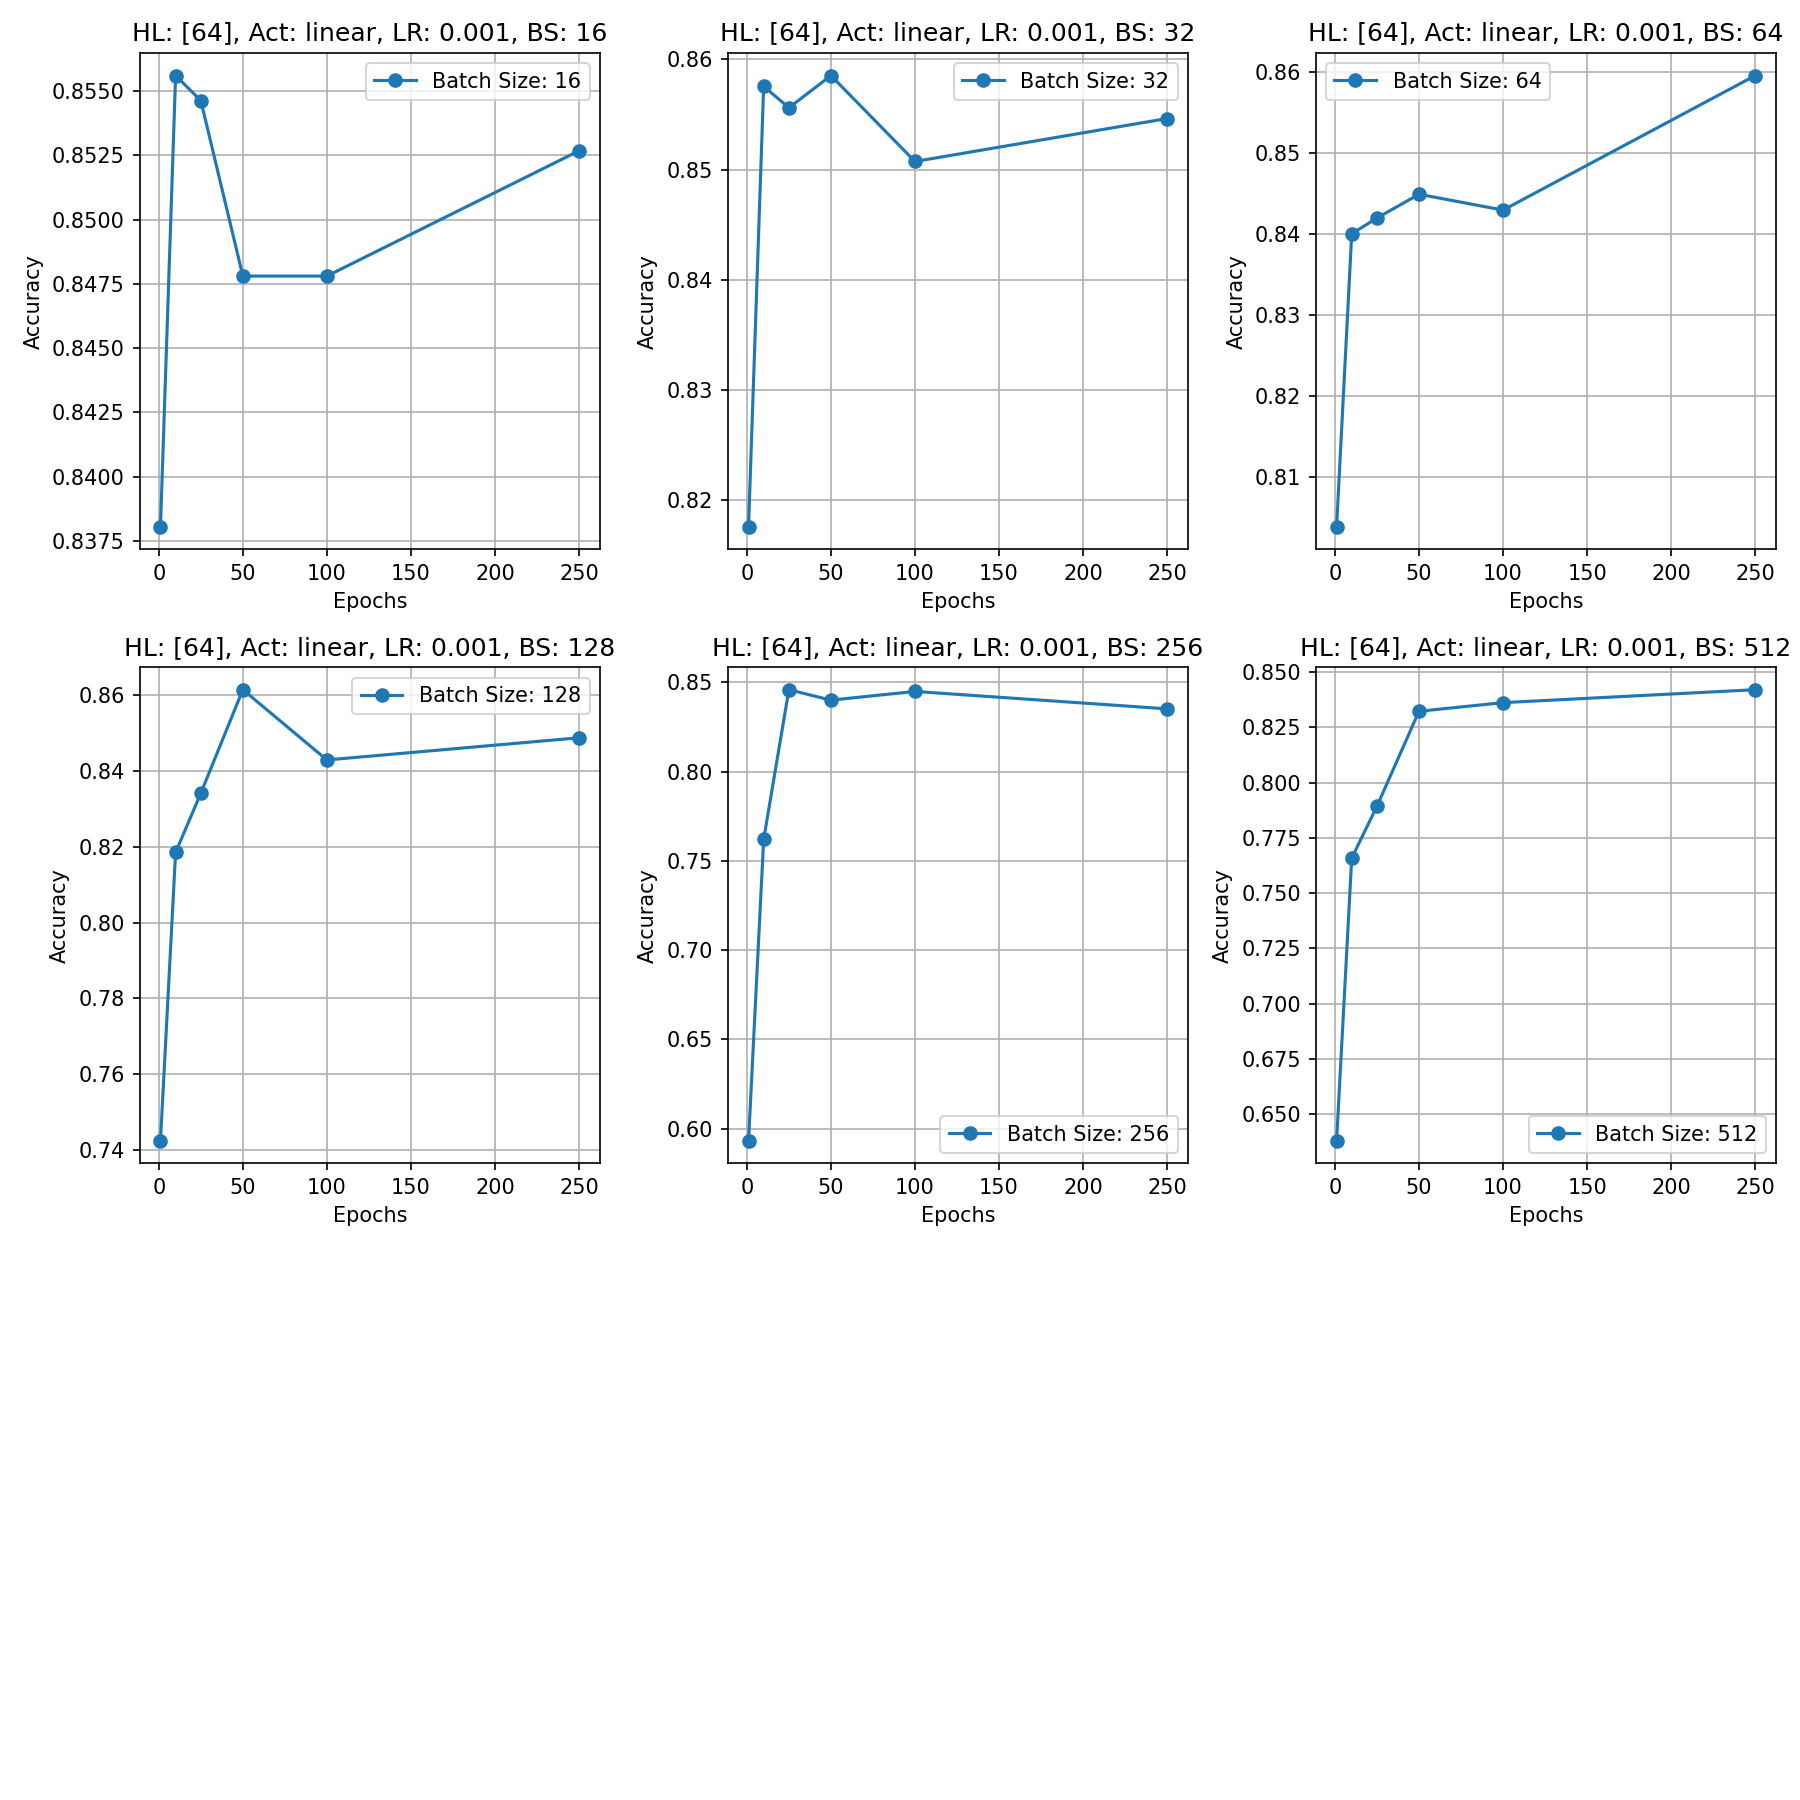 HL: [64], Act: linear, LR: 0.001, BS: 16
Batch Size: 16
0.8550
0.8525
0.8500
0.8475
0.8450
0.8425
0.8400
0.8375
Accuracy
0 50 100 150 200 250
Epochs
HL: [64], Act: linear, LR: 0.001, BS: 32
Batch Size: 32
0.86
0.85
0.84
0.83
0.82
Accuracy
0 50 100 150 200 250
Epochs
HL: [64], Act: linear, LR: 0.001, BS: 64
Batch Size: 64
0.86
0.85
0.84
0.83
0.82
0.81
Accuracy
0 50 100 150 200 250
Epochs
HL: [64], Act: linear, LR: 0.001, BS: 128
Batch Size: 128
0.86
0.84
0.82
0.80
0.78
0.76
0.74
Accuracy
0 50 100 150 200 250
Epochs
HL: [64], Act: linear, LR: 0.001, BS: 256
0.85
0.80
0.75
0.70
0.65
0.60
Accuracy
Batch Size: 256
0 50 100 150 200 250
Epochs
HL: [64], Act: linear, LR: 0.001, BS: 512
0.850
0.825
0.800
0.775
0.750
0.725
0.700
0.675
0.650
Accuracy
Batch Size: 512
0 50 100 150 200 250
Epochs